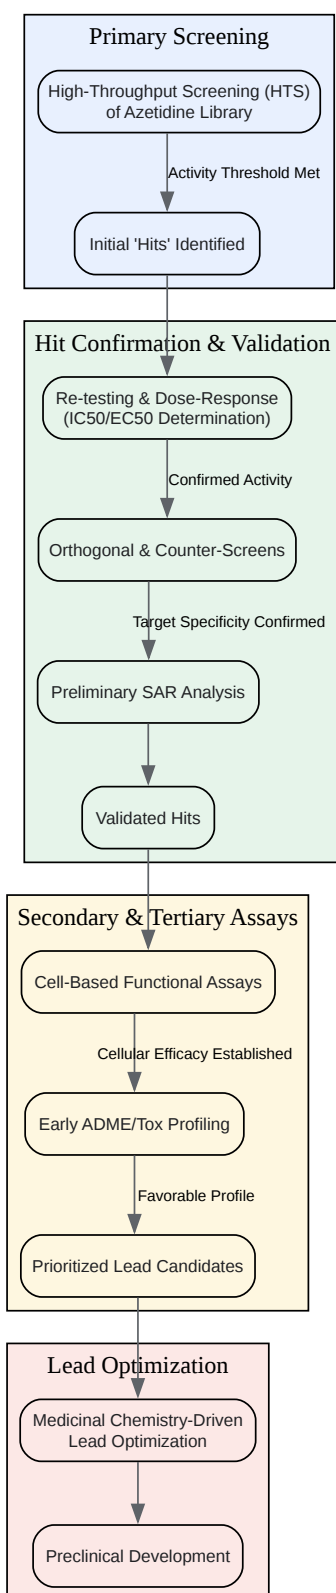 Primary Screening
High-Throughput Screening (HTS)
of Azetidine Library
Activity Threshold Met
Initial 'Hits' Identified
Hit Confirmation & Validation
Re-testing & Dose-Response
(IC50/EC50 Determination)
Confirmed Activity
Orthogonal & Counter-Screens
Target Specificity Confirmed
Preliminary SAR Analysis
Validated Hits
Secondary & Tertiary Assays
Cell-Based Functional Assays
Cellular Efficacy Established
Early ADME/Tox Profiling
Favorable Profile
Prioritized Lead Candidates
Lead Optimization
Medicinal Chemistry-Driven
Lead Optimization
Preclinical Development